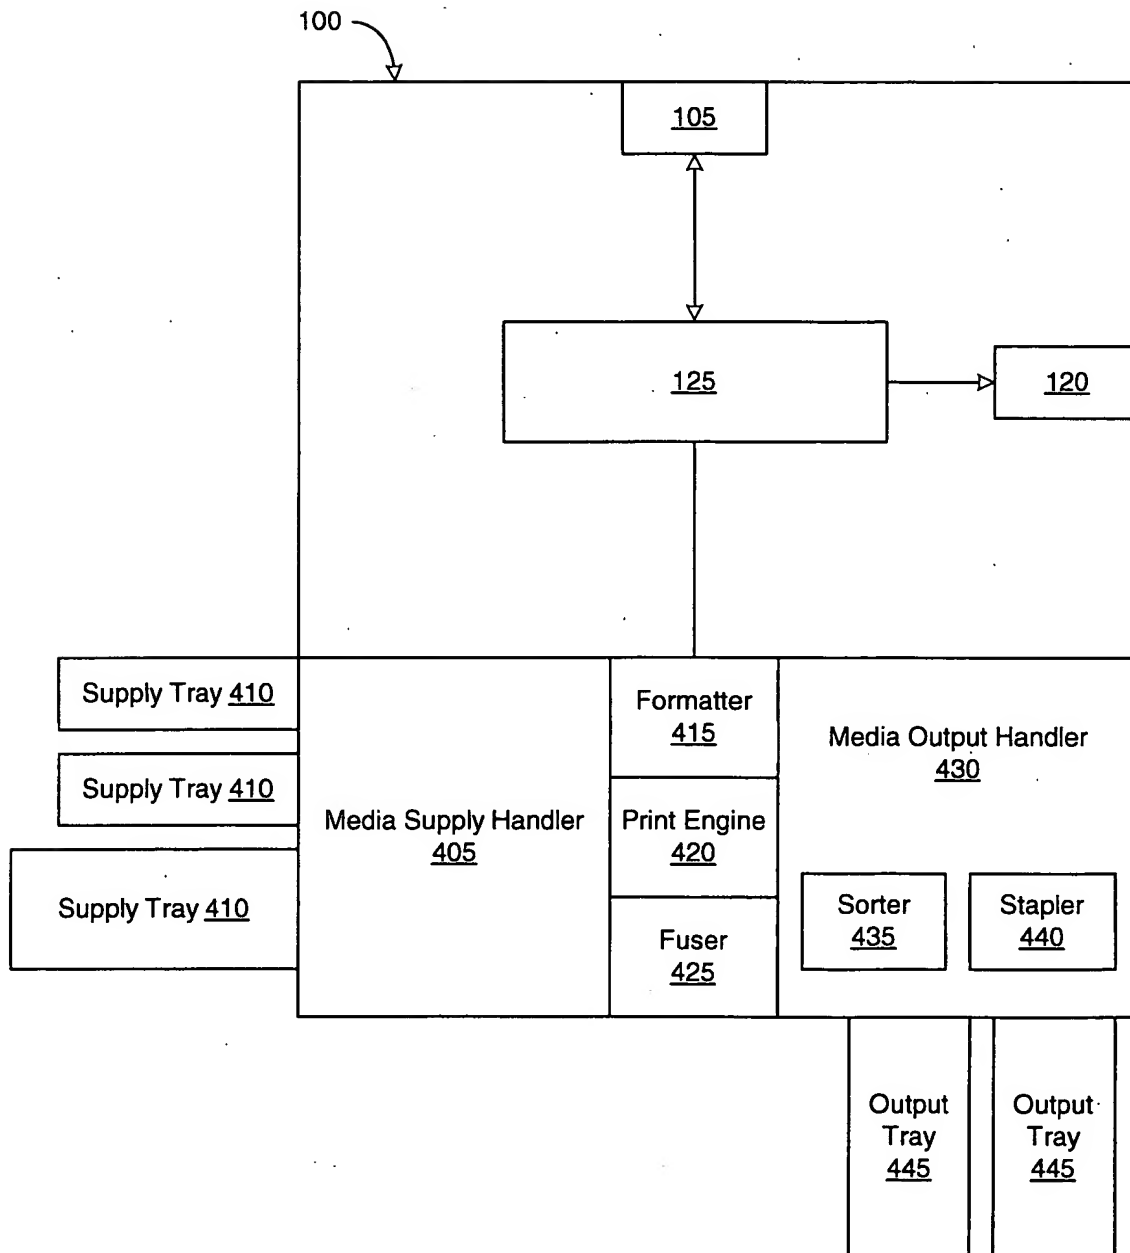 100
105
125
120
Supply Tray 410
Supply Tray 410
Supply Tray 410
Media Supply Handler
405
Formatter
415
Print Engine
420
Fuser
425
Media Output Handler
430
Sorter
435
Stapler
440
Output
Tray
445
Output
Tray
445